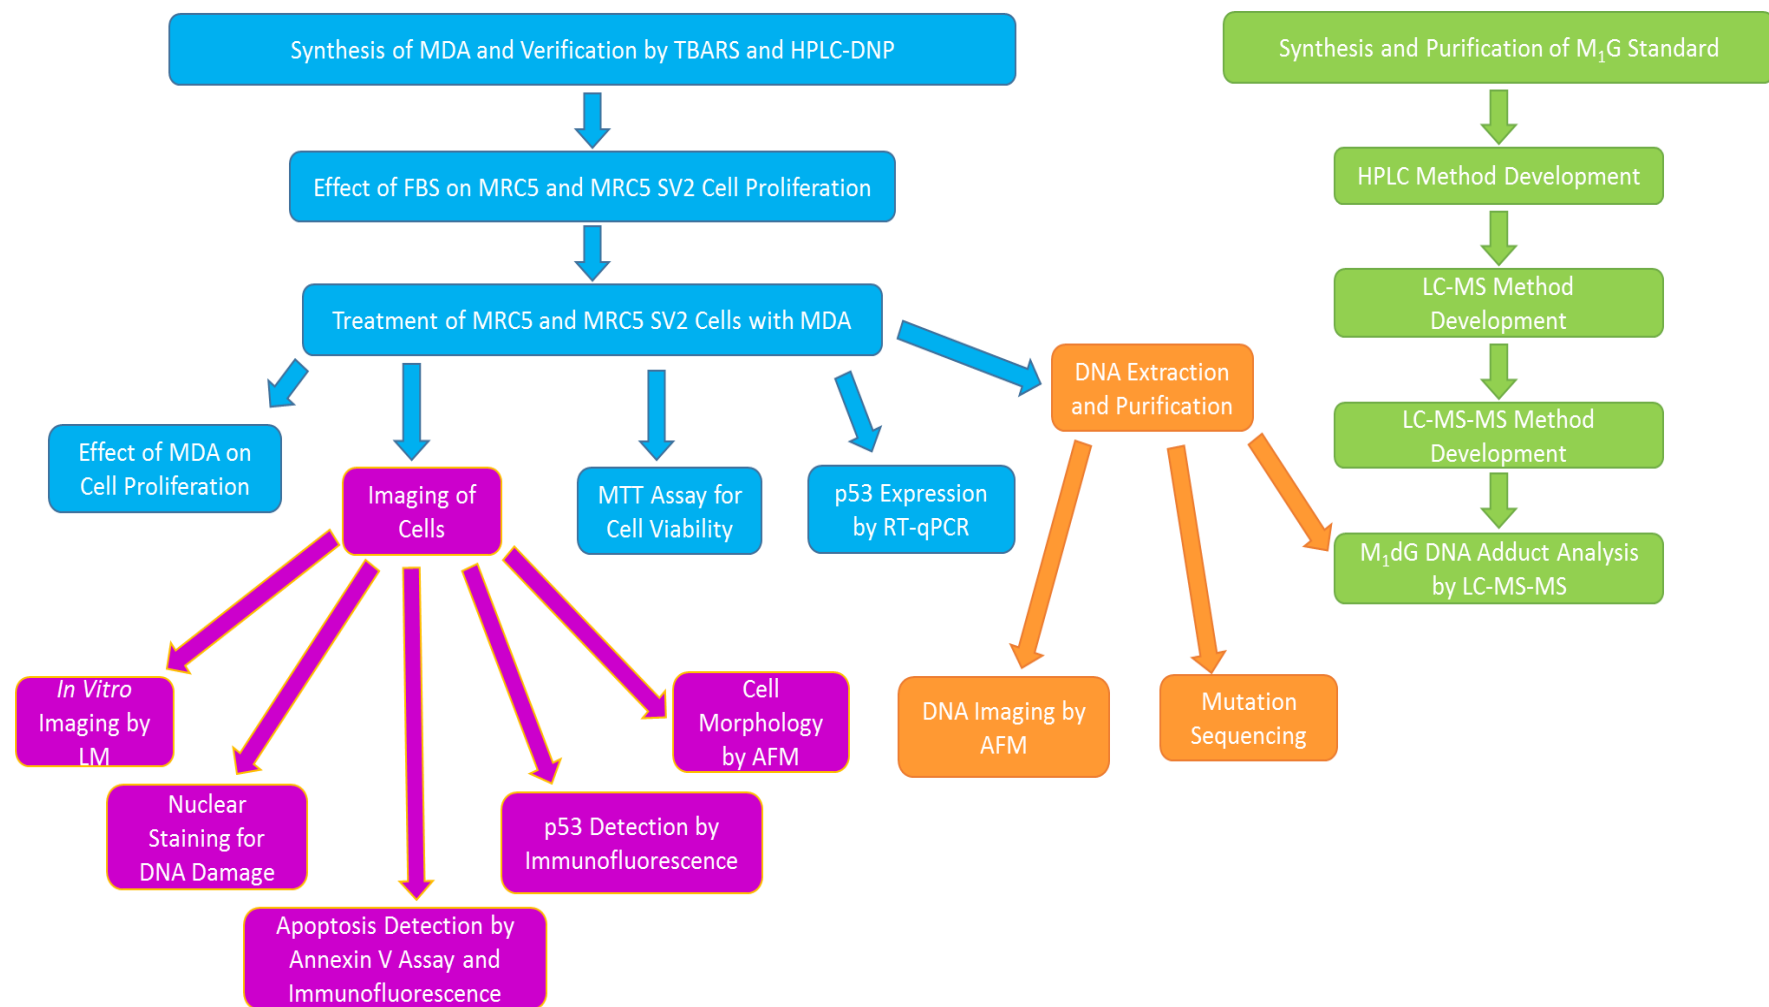 Synthesis of MDA and Verification by TBARS and HPLC-DNP
Synthesis and Purification of M₁G Standard
Effect of FBS on MRC5 and MRC5 SV2 Cell Proliferation
HPLC Method Development
Treatment of MRC5 and MRC5 SV2 Cells with MDA
LC-MS Method
Development
DNA Extraction
and Purification
LC-MS-MS Method
Development
Effect of MDA on
Cell Proliferation
Imaging of
Cells
MTT Assay for
Cell Viability
p53 Expression
by RT-qPCR
M₁dG DNA Adduct Analysis
by LC-MS-MS
In Vitro
Imaging by
LM
Cell
Morphology
by AFM
DNA Imaging by
AFM
Mutation
Sequencing
Nuclear
Staining for
DNA Damage
p53 Detection by
Immunofluorescence
Apoptosis Detection by
Annexin V Assay and
Immunofluorescence